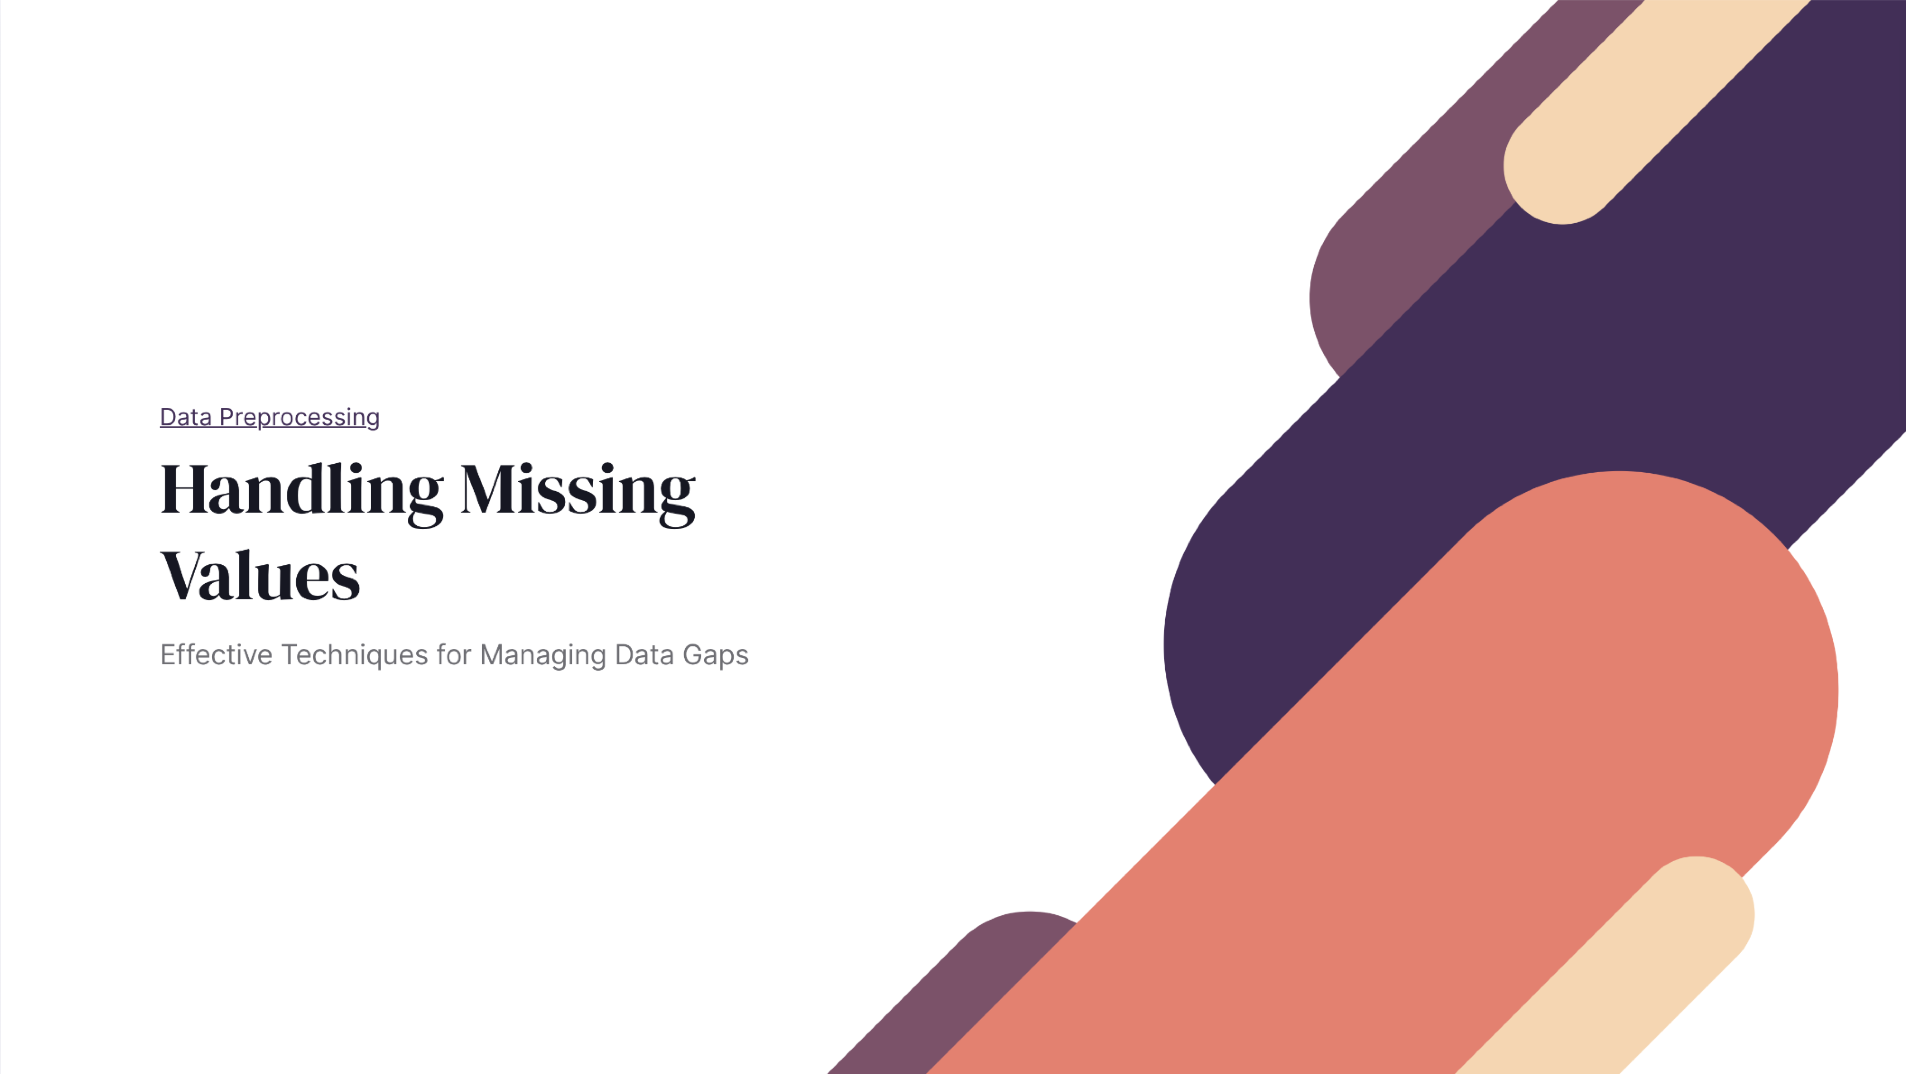 Data Preprocessing
Handling Missing
Values
Effective Techniques for Managing Data Gaps